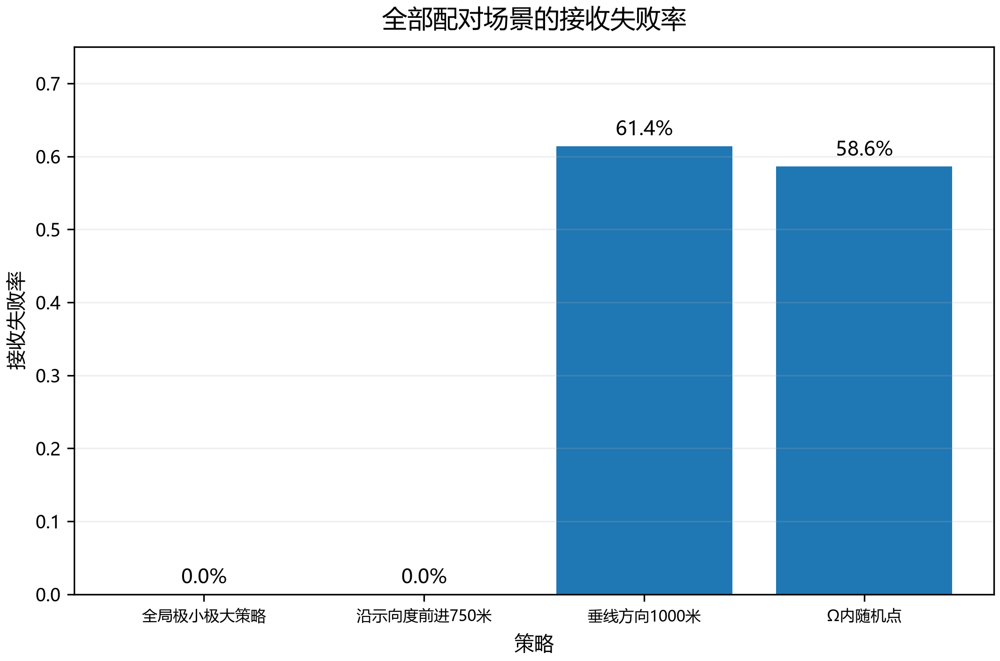 全部配对场景的接收失败率
接收失败率
0.7
0.6
0.5
0.4
0.3
0.2
0.1
0.0
0.0%
0.0%
61.4%
58.6%
全局极小极大策略
沿示向度前进750米
垂线方向1000米
Ω内随机点
策略